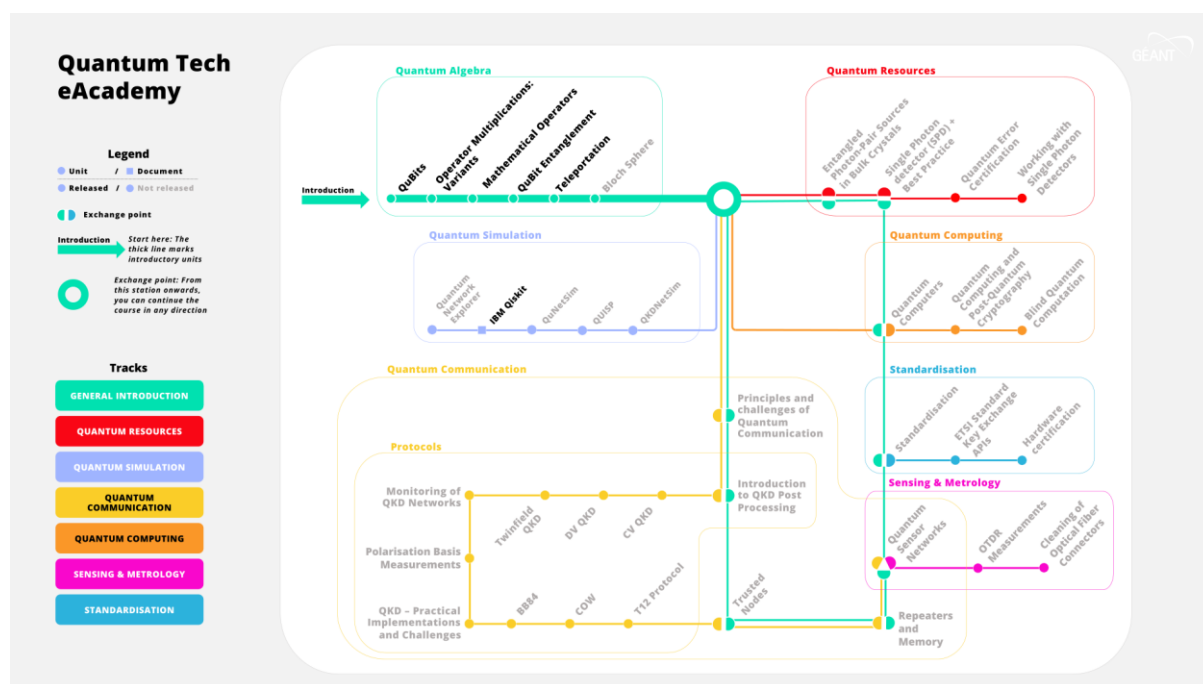 Quantum Tech
eAcademy
GÉANT
Legend
Unit / Document
Released / Not released
Exchange point
Introduction
Start here: The
thick line marks
introductory units
Exchange point: From
this station onwards,
you can continue the
course in any direction
Tracks
GENERAL INTRODUCTION
QUANTUM RESOURCES
QUANTUM SIMULATION
QUANTUM
COMMUNICATION
QUANTUM COMPUTING
SENSING & METROLOGY
STANDARDISATION
Introduction
Quantum Algebra
QuBits
Operator Multiplications:
Variants
Mathematical Operators
QuBit Entanglement
Teleportation
Bloch Sphere
Quantum Resources
Entangled
Photon-Pair Sources
in Bulk Crystals
Single Photon
detector (SPD) +
Best Practice
Quantum Error
Certification
Working with
Single Photon
Detectors
Quantum Simulation
Quantum
Network
Explorer
IBM Qiskit
QuNetSim
QUISP
QKDNetSim
Quantum Computing
Quantum
Computers
Quantum
Computing and
Post-Quantum
Cryptography
Blind Quantum
Computation
Quantum Communication
Principles and
challenges of
Quantum
Communication
Protocols
Monitoring of
QKD Networks
Twinfield
QKD
DV QKD
CV QKD
Introduction
to QKD Post
Processing
Polarisation Basis
Measurements
QKD – Practical
Implementations
and Challenges
BB84
COW
T12 Protocol
Trusted
Nodes
Standardisation
Standardisation
ETSI Standard
Key Exchange
APIs
Hardware
certification
Sensing & Metrology
Quantum
Sensor
Networks
OTDR
Measurements
Cleaning of
Optical Fiber
Connectors
Repeaters
and
Memory